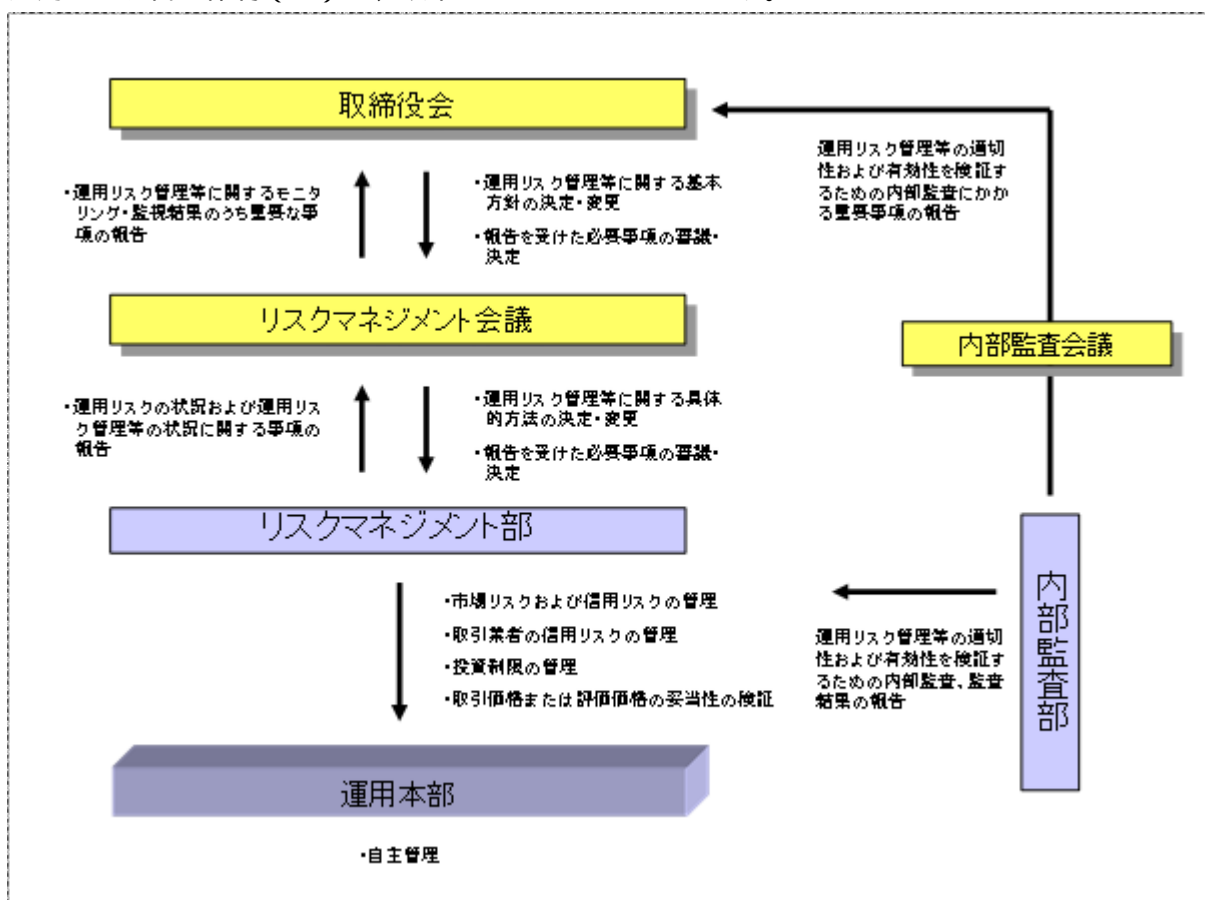 取締役会
・運用リスク管理等に関するモニタ
リング・監視結果のうち重要な事
項の報告
・運用リスク管理等に関する基本
方針の決定・変更
・報告を受けた必要事項の審議・
決定
運用リスク管理等の適切
性および有効性を検証す
るための内部監査にかか
る重要事項の報告
リスクマネジメント会議
内部監査会議
・運用リスクの状況および運用リス
ク管理等の状況に関する事項の
報告
・運用リスク管理等に関する具体
的方法の決定・変更
・報告を受けた必要事項の審議・
決定
リスクマネジメント部
・市場リスクおよび信用リスクの管理
・取引業者の信用リスクの管理
・投資制限の管理
・取引価格または評価価格の妥当性の検証
運用リスク管理等の適切
性および有効性を検証す
るための内部監査、監査
結果の報告
内部監査部
運用本部
・自主管理